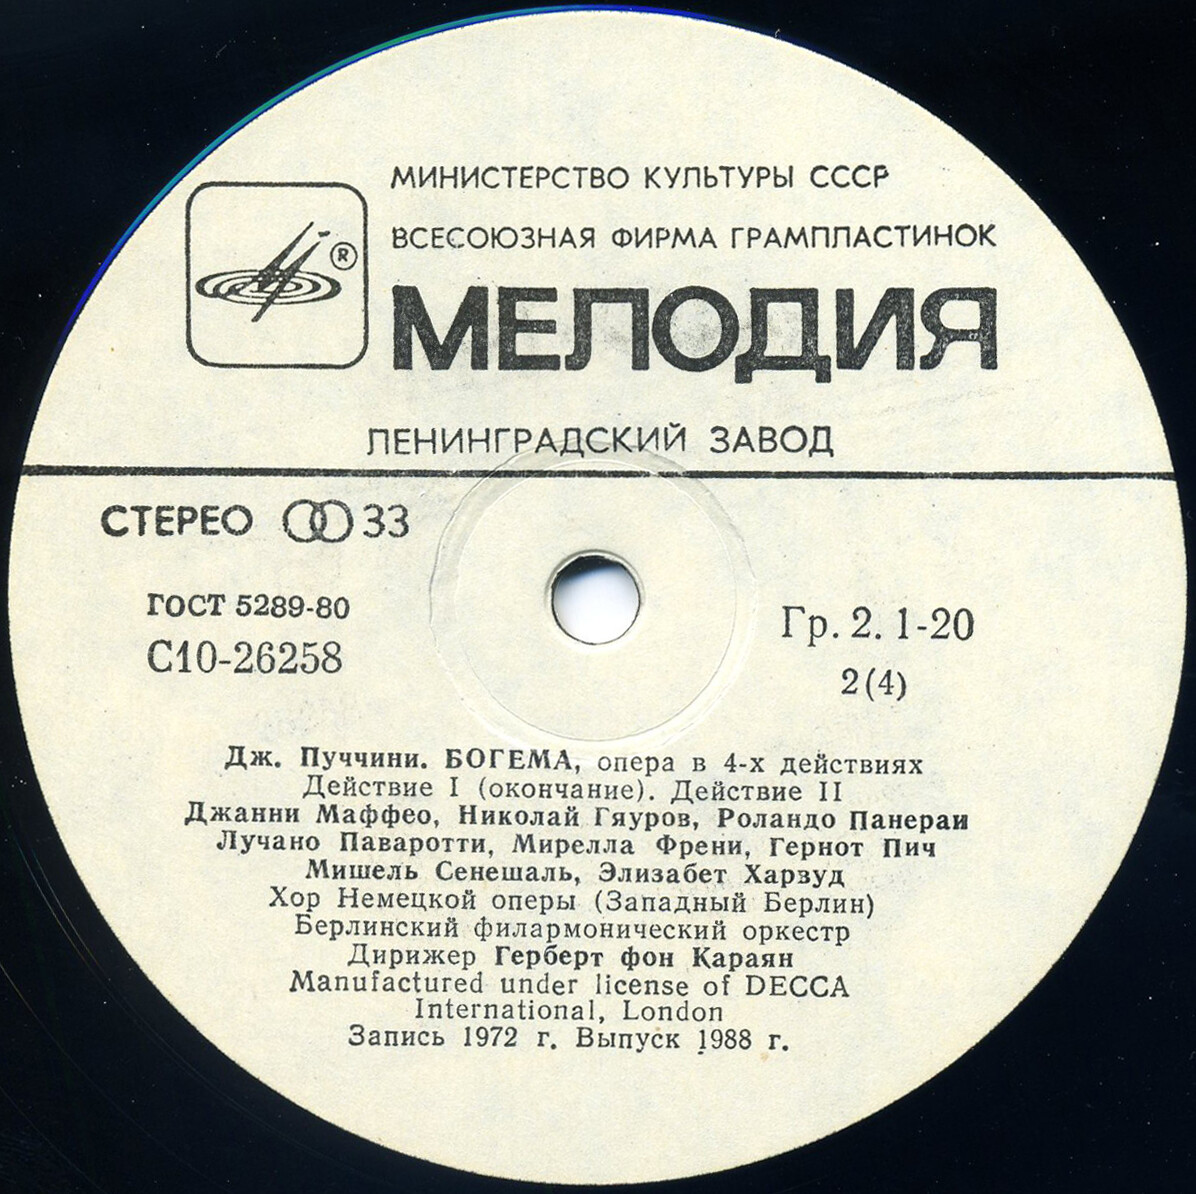 МИНИСТЕРСТВО КУЛЬТУРЫ СССР
ВСЕСОЮЗНАЯ ФИРМА ГРАМПЛАСТИНОК
®
МЕЛОДИЯ
ЛЕНИНГРАДСКИЙ ЗАВОД
СТЕРЕО 33
ГОСТ 5289-80
С10-26258
Гр. 2. 1-20
2(4)
Дж. Пуччини. БОГЕМА, опера в 4-х действиях
Действие I (окончание). Действие II
Джанни Маффео, Николай Гяуров, Роландо Панераи
Лучано Паваротти, Мирелла Френи, Гернот Пич
Мишель Сенешаль, Элизабет Харвуд
Хор Немецкой оперы (Западный Берлин)
Берлинский филармонический оркестр
Дирижер Герберт фон Караян
Manufactured under license of DECCA
International, London
Запись 1972 г. Выпуск 1988 г.